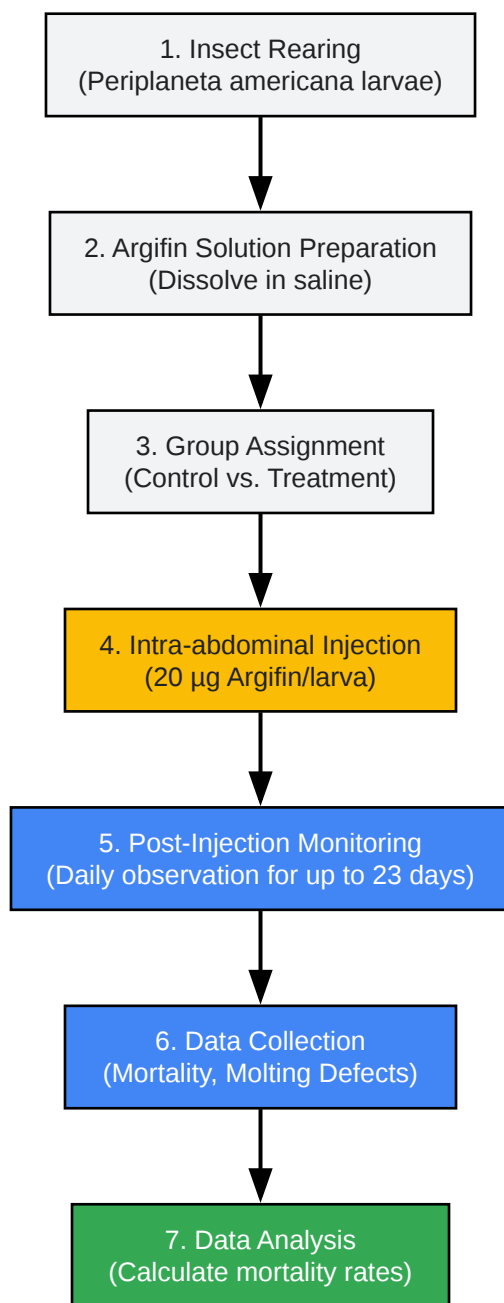 1. Insect Rearing
(Periplaneta americana larvae)
2. Argifin Solution Preparation
(Dissolve in saline)
3. Group Assignment
(Control vs. Treatment)
4. Intra-abdominal Injection
(20 µg Argifin/larva)
5. Post-Injection Monitoring
(Daily observation for up to 23 days)
6. Data Collection
(Mortality, Molting Defects)
7. Data Analysis
(Calculate mortality rates)